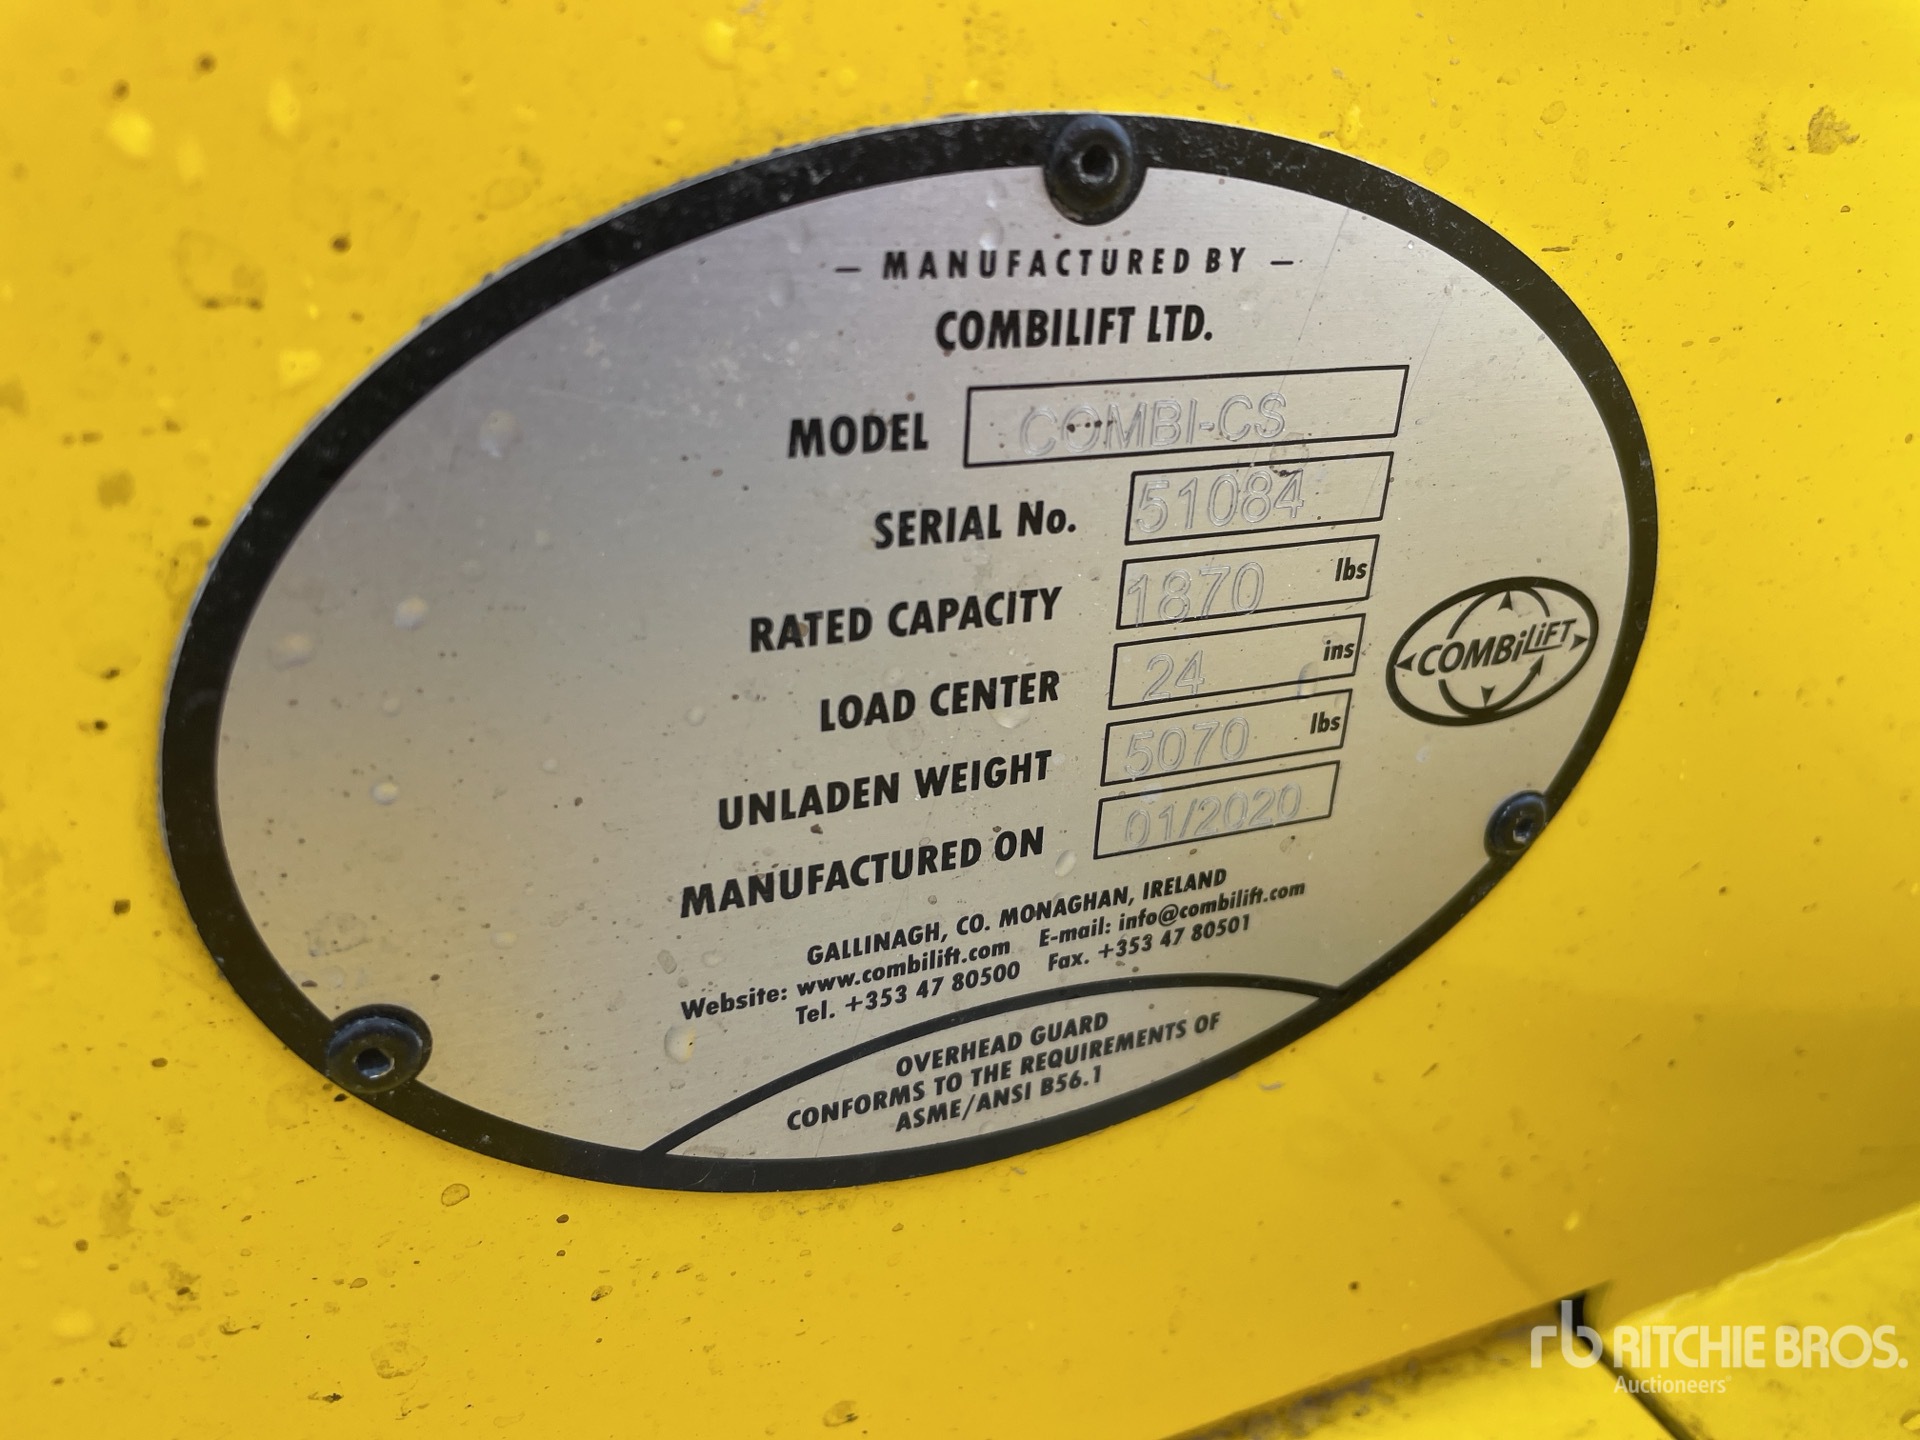 — MANUFACTURED BY —
COMBILIFT LTD.
MODEL COMBI-CS
SERIAL No. 51084
RATED CAPACITY 1870 lbs
LOAD CENTER 24 ins
UNLADEN WEIGHT 5070 lbs
MANUFACTURED ON 01/2020
COMBiLiFT
GALLINAGH, CO. MONAGHAN, IRELAND
Website: www.combilift.com E-mail: info@combilift.com
Tel. +353 47 80500 Fax. +353 47 80501
OVERHEAD GUARD
CONFORMS TO THE REQUIREMENTS OF
ASME/ANSI B56.1
rb RITCHIE BROS.
Auctioneers